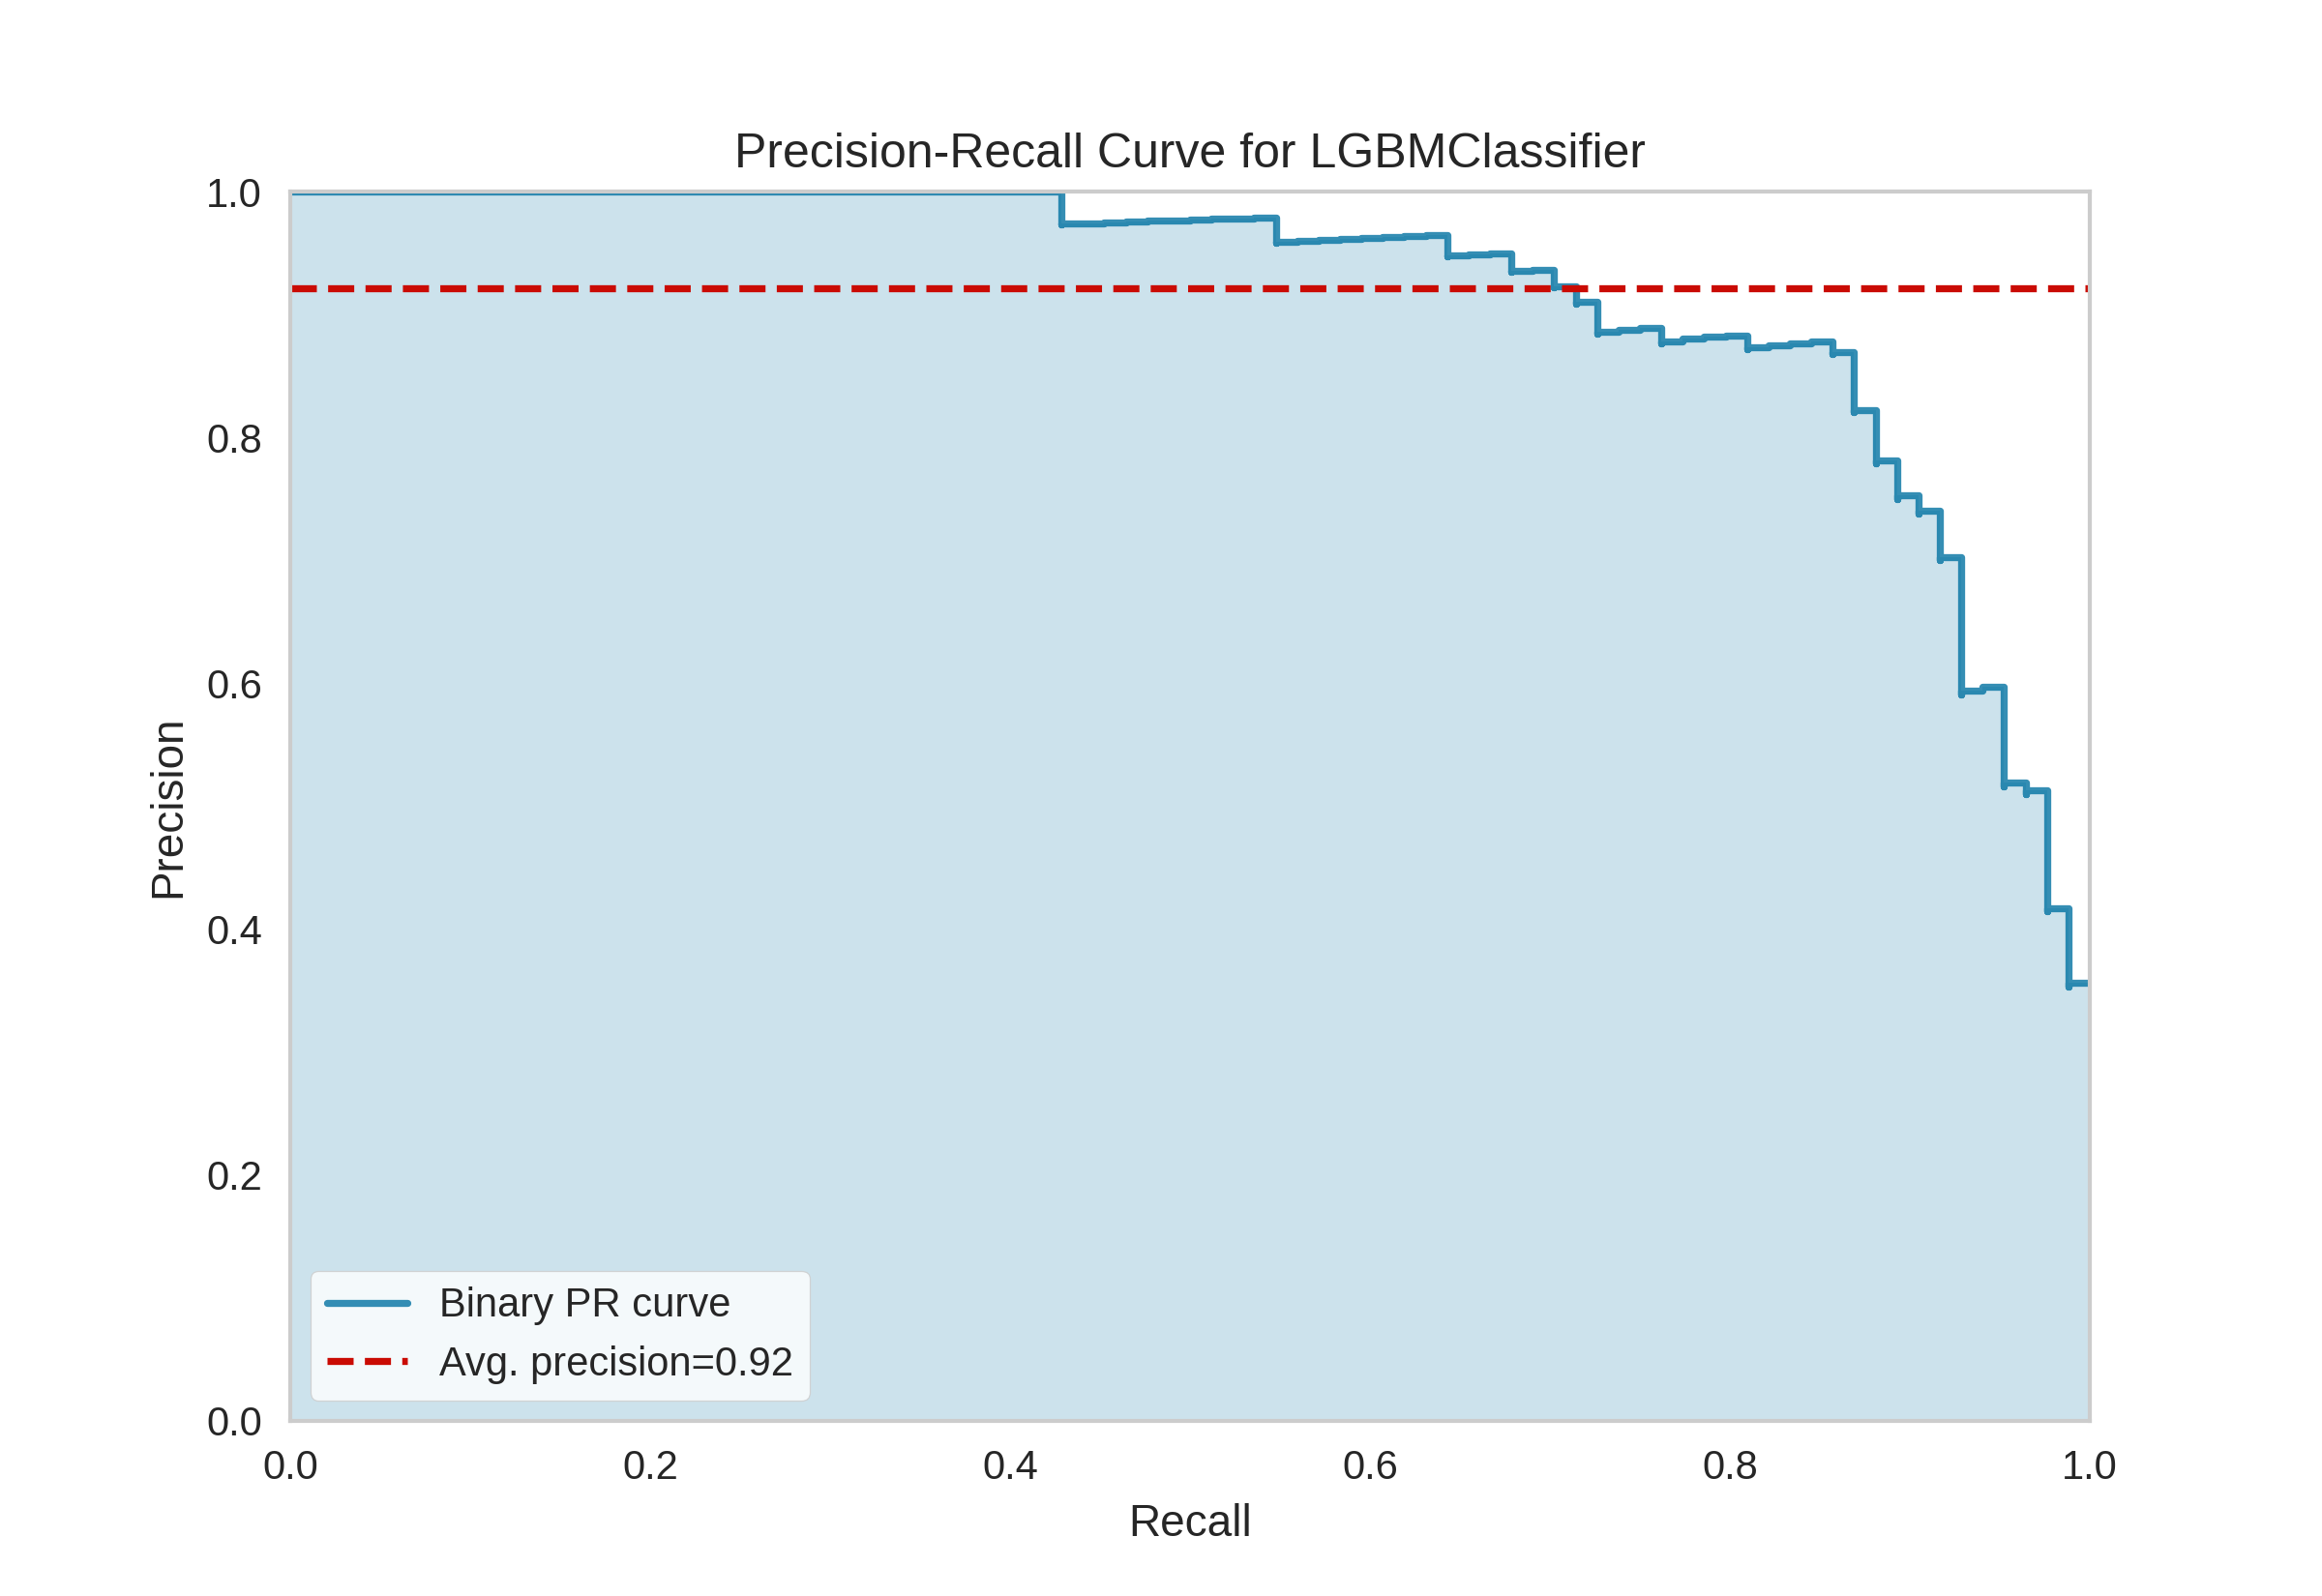 Precision-Recall Curve for LGBMClassifier
1.0
0.8
0.6
0.4
0.2
0.0
Precision
Binary PR curve
Avg. precision=0.92
0.0 0.2 0.4 0.6 0.8 1.0
Recall